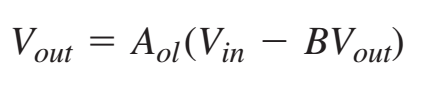 V_out = A_ol(V_in − BV_out)